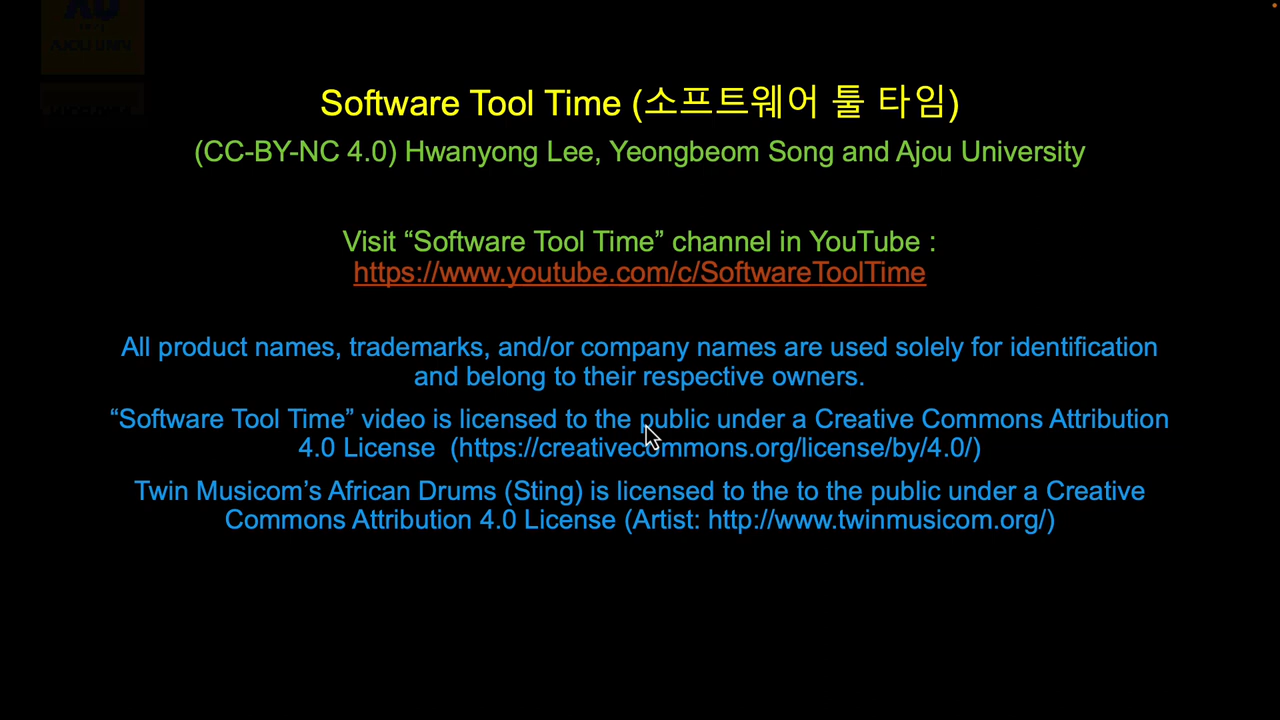 AJOU UNIV
Software Tool Time (소프트웨어 툴 타임)
(CC-BY-NC 4.0) Hwanyong Lee, Yeongbeom Song and Ajou University
Visit “Software Tool Time” channel in YouTube :
https://www.youtube.com/c/SoftwareToolTime
All product names, trademarks, and/or company names are used solely for identification
and belong to their respective owners.
“Software Tool Time” video is licensed to the public under a Creative Commons Attribution
4.0 License  (https://creativecommons.org/license/by/4.0/)
Twin Musicom’s African Drums (Sting) is licensed to the to the public under a Creative
Commons Attribution 4.0 License (Artist: http://www.twinmusicom.org/)